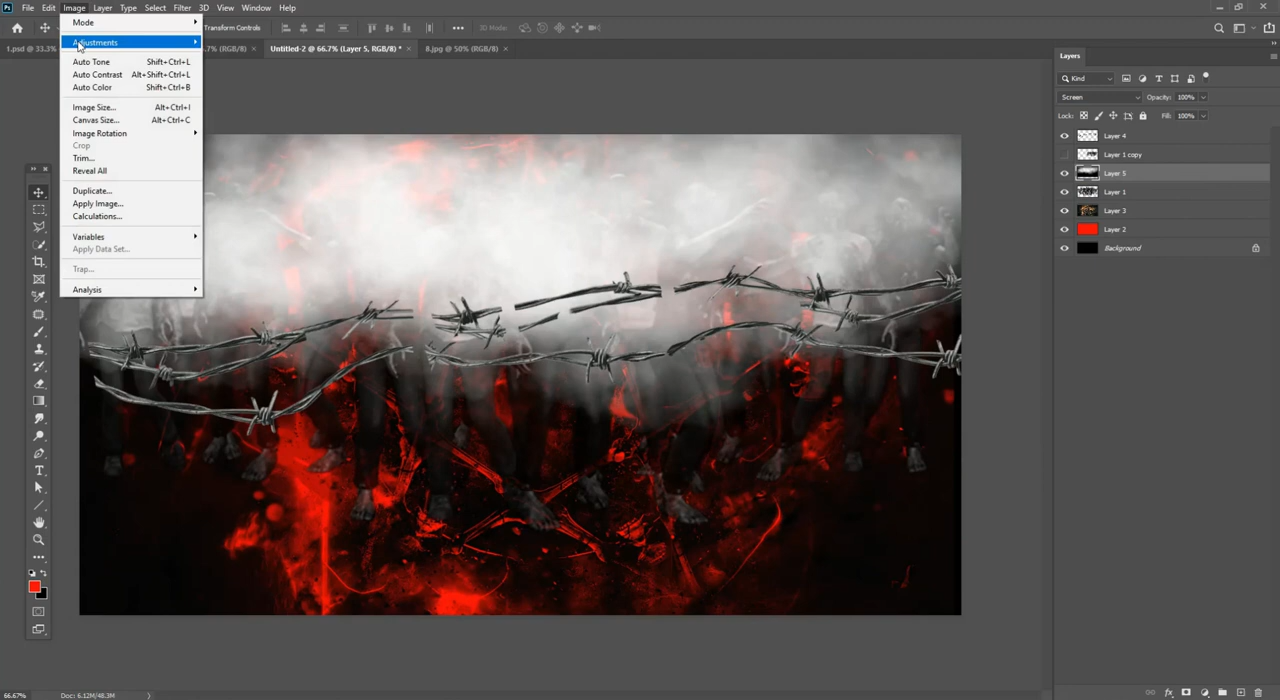 Ps File Edit Image Layer Type Select Filter 3D View Window Help
Transform Controls 3D Mode:
1.psd @ 33.3% .7% (RGB/8) × Untitled-2 @ 66.7% (Layer 5, RGB/8) * × 8.jpg @ 50% (RGB/8) ×
Mode
Adjustments
Auto Tone Shift+Ctrl+L
Auto Contrast Alt+Shift+Ctrl+L
Auto Color Shift+Ctrl+B
Image Size... Alt+Ctrl+I
Canvas Size... Alt+Ctrl+C
Image Rotation
Crop
Trim...
Reveal All
Duplicate...
Apply Image...
Calculations...
Variables
Apply Data Set...
Trap...
Analysis
Layers
Kind
Screen Opacity: 100%
Lock: Fill: 100%
Layer 4
Layer 1 copy
Layer 5
Layer 1
Layer 3
Layer 2
Background
66.67% Doc: 6.12M/48.3M